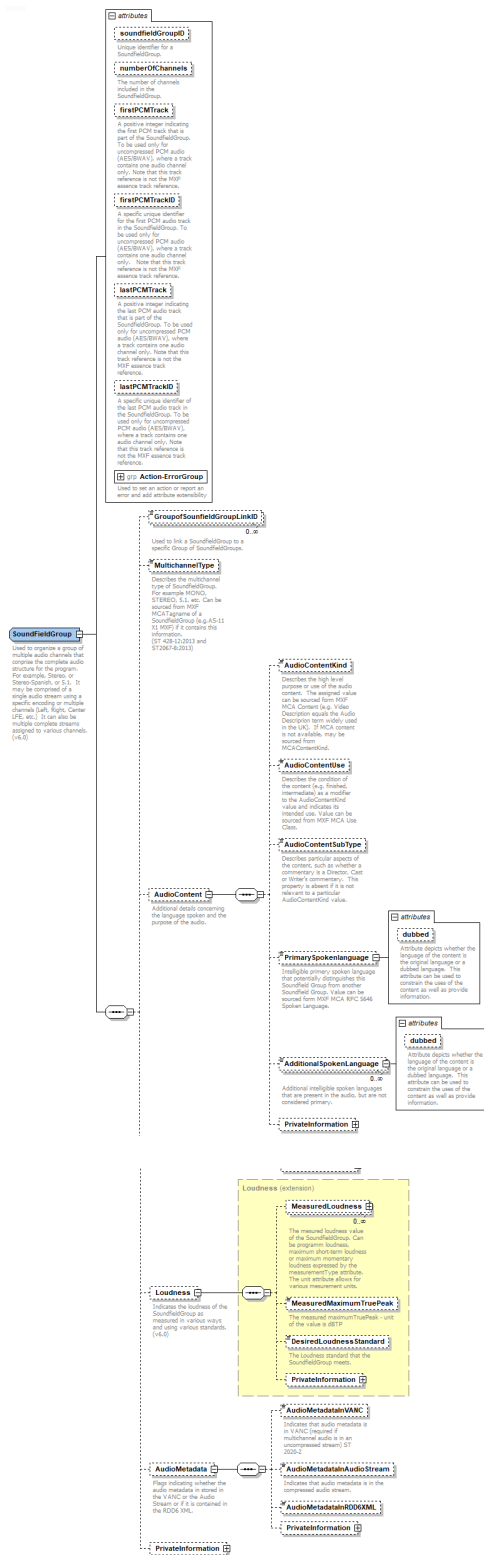 attributes
soundfieldGroupID
Unique identifier for a
SoundfieldGroup.
numberOfChannels
The number of channels
included in the
SoundfieldGroup.
firstPCMTrack
A positive integer indicating
the first PCM track that is
part of the SoundfieldGroup.
To be used only for
uncompressed PCM audio
(AES/BWAV), where a track
contains one audio channel
only. Note that this track
reference is not the MXF
essence track reference.
firstPCMTrackID
A specific unique identifier
for the first PCM audio track
in the SoundfieldGroup. To
be used only for
uncompressed PCM audio
(AES/BWAV), where a track
contains one audio channel
only. Note that this track
reference is not the MXF
essence track reference.
lastPCMTrack
A positive integer indicating
the last PCM audio track
that is part of the
SoundfieldGroup. To be used
only for uncompressed PCM
audio (AES/BWAV), where
a track contains one audio
channel only. Note that this
track reference is not the
MXF essence track
reference.
lastPCMTrackID
A specific unique identifier of
the last PCM audio track in
the SoundfieldGroup. To be
used only for uncompressed
PCM audio (AES/BWAV),
where a track contains one
audio channel only. Note
that this track reference is
not the MXF essence track
reference.
grp Action-ErrorGroup
Used to set an action or report an
error and add attribute extensibility
GroupofSounfieldGroupLinkID
0..∞
Used to link a SoundfieldGroup to a
specific Group of SoundfieldGroups.
MultichannelType
Describes the multichannel
type of SoundfieldGroup.
For example MONO,
STEREO, 5.1, etc. Can be
sourced from MXF
MCATagname of a
SoundfieldGroup (e.g.AS-11
X1 MXF) if it contains this
information.
(ST 428-12:2013 and
ST2067-8:2013)
SoundFieldGroup
Used to organize a group of
multiple audio channels that
conprise the complete audio
structure for the program.
For example, Stereo, or
Stereo-Spanish, or 5.1. It
may be comprised of a
single audio stream using a
specific encoding or multiple
channels (Left, Right, Center
LFE, etc.) It can also be
multiple complete streams
assigned to various channels.
(v6.0)
AudioContentKind
Describes the high level
purpose or use of the audio
content. The assigned value
can be sourced form MXF
MCA Content (e.g. Video
Description equals the Audio
Description term widely used
in the UK). If MCA content
is not available, may be
sourced from
MCAContentKind.
AudioContentUse
Describes the condition of
the content (e.g. finished,
intermediate) as a modifier
to the AudioContentKind
value and indicates its
intended use. Value can be
sourced from MXF MCA Use
Class.
AudioContentSubType
Describes particular aspects of
the content, such as whether a
commentary is a Director, Cast
or Writer's commentary. This
property is absent if it is not
relevant to a particular
AudioContentKind value.
AudioContent
Additional details concerning
the language spoken and the
purpose of the audio.
attributes
dubbed
Attribute depicts whether the
language of the content is
the original language or a
dubbed language. This
attribute can be used to
constrain the uses of the
content as well as provide
information.
PrimarySpokenlanguage
Intelligible primery spoken language
that potentially distinguishes this
Soundfield Group from another
Soundfield Group. Value can be
sourced form MXF MCA RFC 5646
Spoken Language.
attributes
dubbed
Attribute depicts whether the
language of the content is
the original language or a
dubbed language. This
attribute can be used to
constrain the uses of the
content as well as provide
information.
AdditionalSpokenLanguage
0..∞
Additional intelligible spoken languages
that are present in the audio, but are not
considered primary.
PrivateInformation
Loudness (extension)
MeasuredLoudness
0..∞
The mesured loudness value
of the SoundfieldGroup. Can
be programm loudness,
maximum short-term loudness
or maximum momentary
loudness expressed by the
measurementType attribute.
The unit attribute allows for
various mesurement units.
Loudness
Indicates the loudness of the
SoundfieldGroup as
measured in various ways
and using various standards.
(v6.0)
MeasuredMaximumTruePeak
The measured maximumTruePeak - unit
of the value is dBTP
DesiredLoudnessStandard
The Loudness standard that the
SoundfieldGroup meets.
PrivateInformation
AudioMetadataInVANC
Indicates that audio metadata is
in VANC (required if
multichannel audio is in an
uncompressed stream) ST
2020-2
AudioMetadata
Flags indicating whether the
audio metadata in stored in
the VANC or the Audio
Stream or if it is contained in
the RDD6 XML.
AudioMetadataInAudioStream
Indicates that audio metadata is in the
compressed audio stream.
AudioMetadataInRDD6XML
PrivateInformation
PrivateInformation